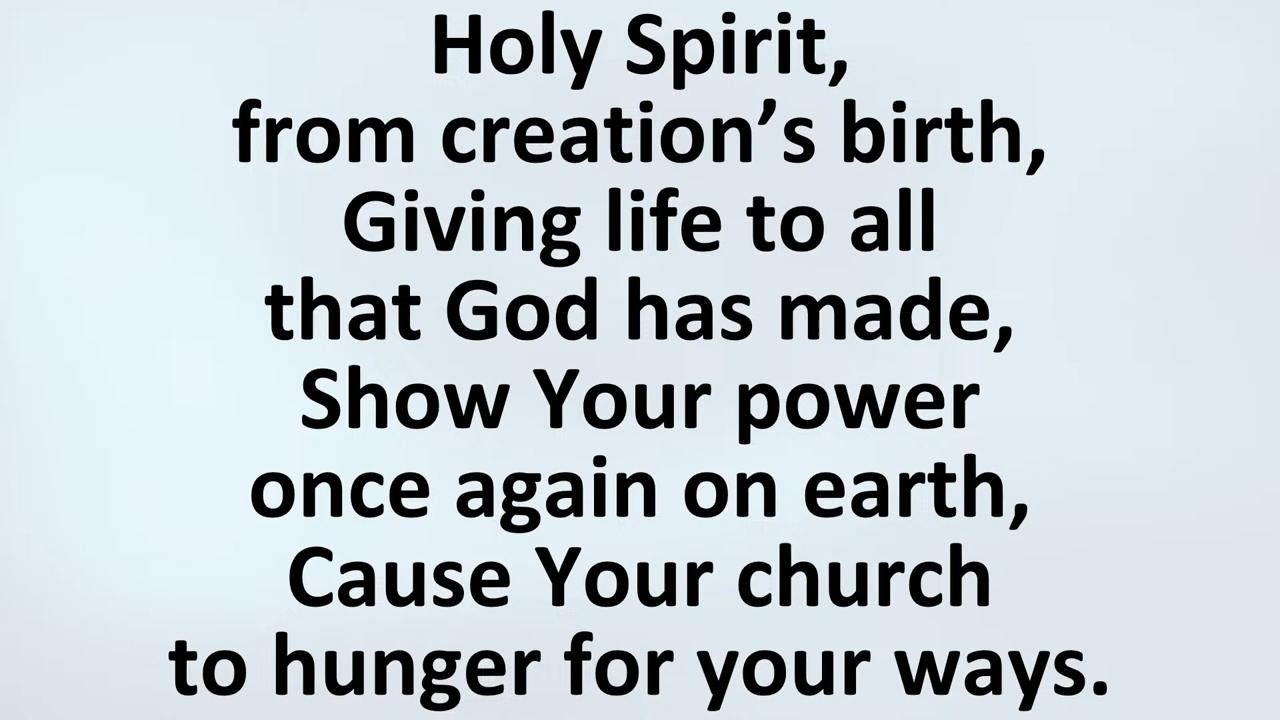 Holy Spirit,
from creation’s birth,
Giving life to all
that God has made,
Show Your power
once again on earth,
Cause Your church
to hunger for your ways.